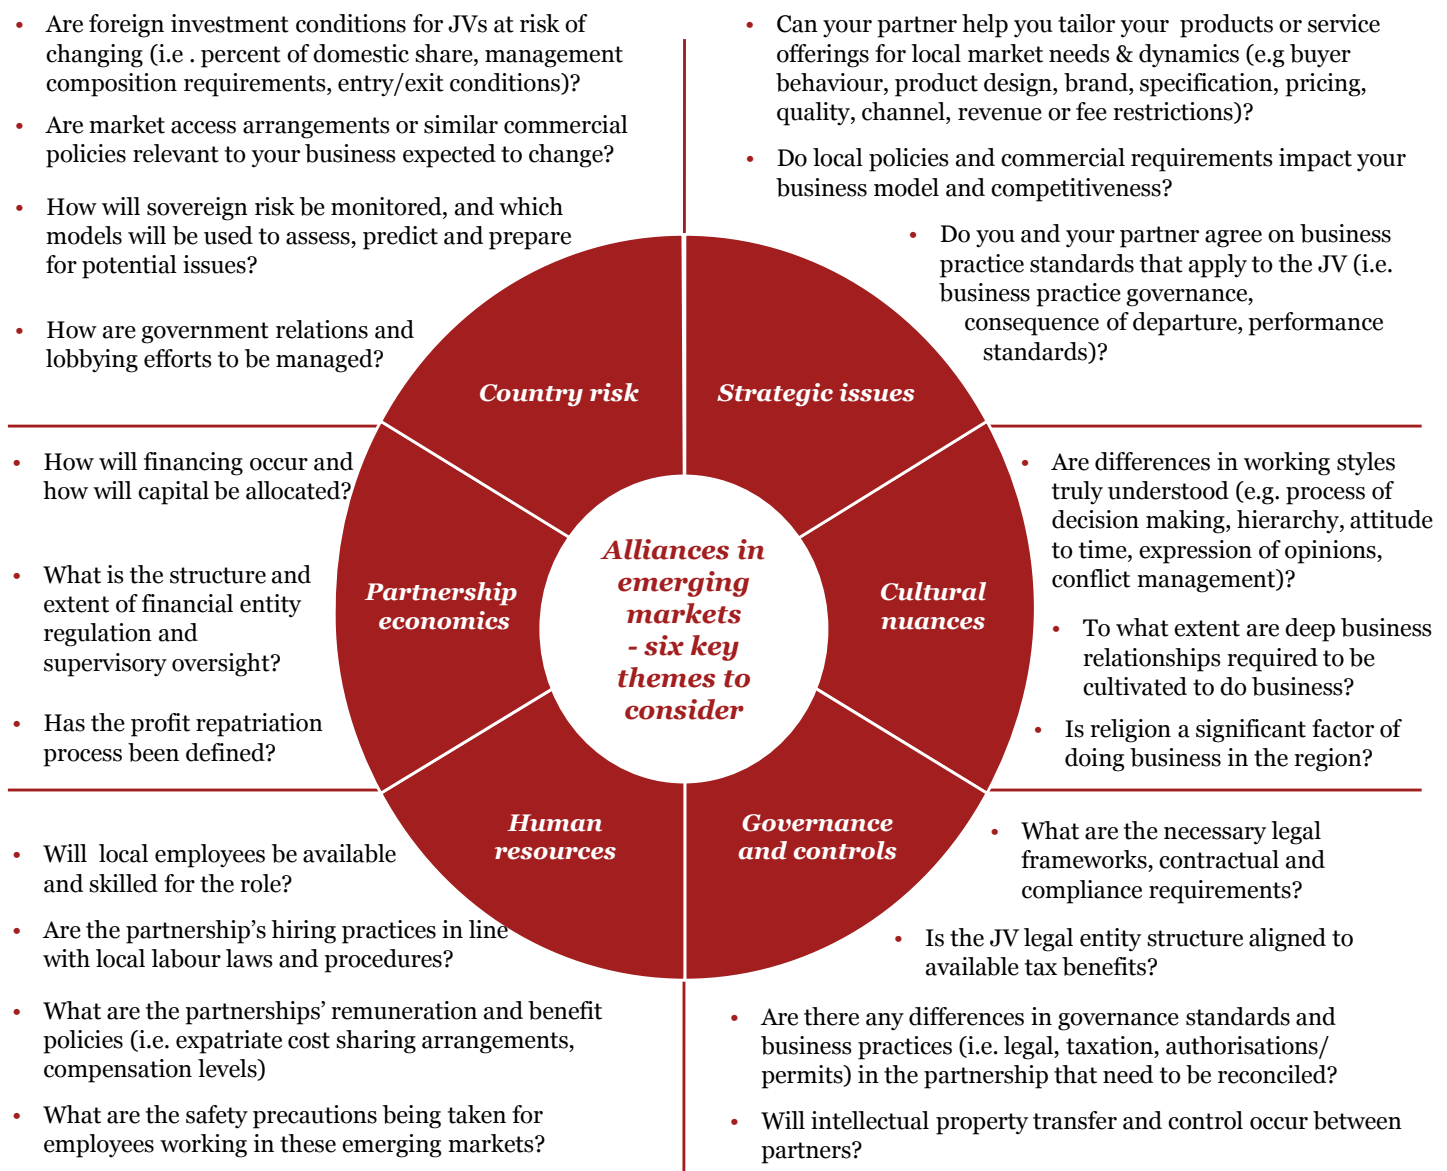 • Are foreign investment conditions for JVs at risk of
changing (i.e . percent of domestic share, management
composition requirements, entry/exit conditions)?
• Are market access arrangements or similar commercial
policies relevant to your business expected to change?
• How will sovereign risk be monitored, and which
models will be used to assess, predict and prepare
for potential issues?
• How are government relations and
lobbying efforts to be managed?
• Can your partner help you tailor your  products or service
offerings for local market needs & dynamics (e.g buyer
behaviour, product design, brand, specification, pricing,
quality, channel, revenue or fee restrictions)?
• Do local policies and commercial requirements impact your
business model and competitiveness?
• Do you and your partner agree on business
practice standards that apply to the JV (i.e.
business practice governance,
consequence of departure, performance
standards)?
Country risk
Strategic issues
• How will financing occur and
how will capital be allocated?
• What is the structure and
extent of financial entity
regulation and
supervisory oversight?
• Has the profit repatriation
process been defined?
Partnership
economics
Alliances in
emerging
markets
- six key
themes to
consider
Cultural
nuances
• Are differences in working styles
truly understood (e.g. process of
decision making, hierarchy, attitude
to time, expression of opinions,
conflict management)?
• To what extent are deep business
relationships required to be
cultivated to do business?
• Is religion a significant factor of
doing business in the region?
Human
resources
Governance
and controls
• Will  local employees be available
and skilled for the role?
• Are the partnership’s hiring practices in line
with local labour laws and procedures?
• What are the partnerships’ remuneration and benefit
policies (i.e. expatriate cost sharing arrangements,
compensation levels)
• What are the safety precautions being taken for
employees working in these emerging markets?
• What are the necessary legal
frameworks, contractual and
compliance requirements?
• Is the JV legal entity structure aligned to
available tax benefits?
• Are there any differences in governance standards and
business practices (i.e. legal, taxation, authorisations/
permits) in the partnership that need to be reconciled?
• Will intellectual property transfer and control occur between
partners?